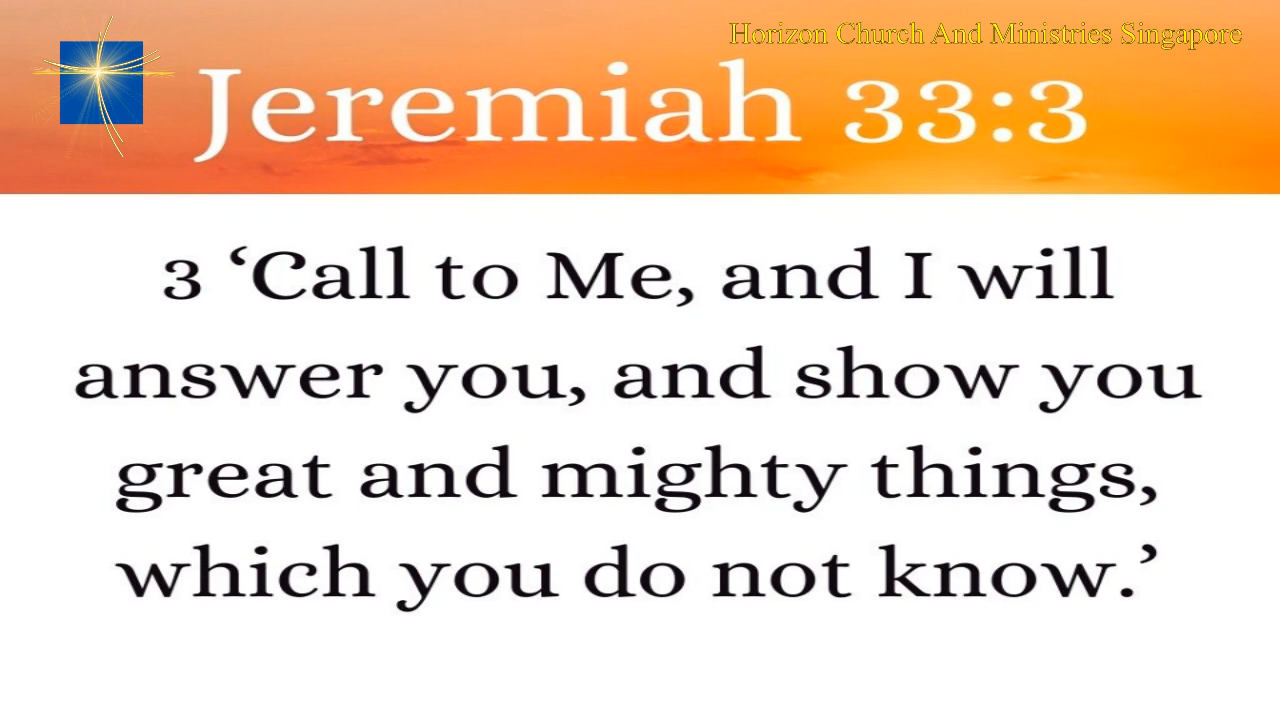 Horizon Church And Ministries Singapore
Jeremiah 33:3
3 ‘Call to Me, and I will
answer you, and show you
great and mighty things,
which you do not know.’